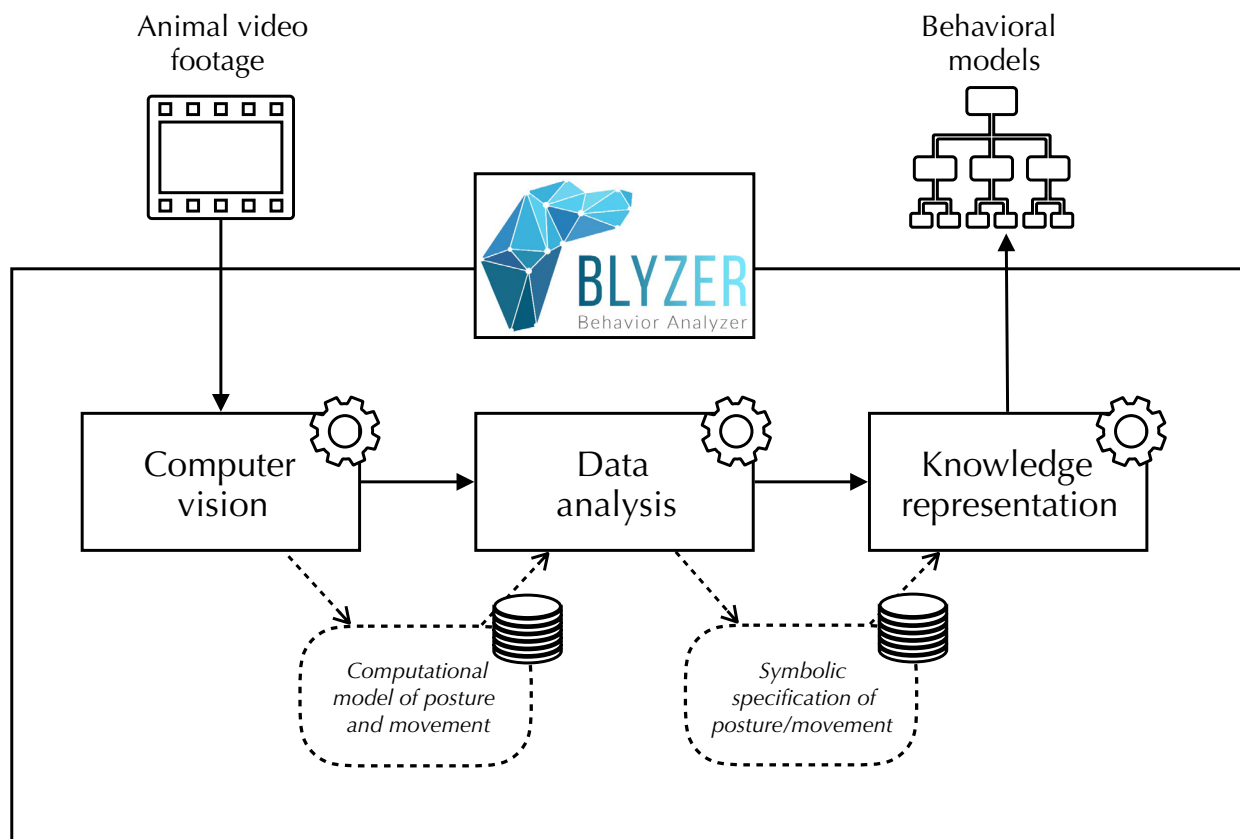 Animal video
footage
Behavioral
models
BLYZER
Behavior Analyzer
Computer
vision
Data
analysis
Knowledge
representation
Computational
model of posture
and movement
Symbolic
specification of
posture/movement